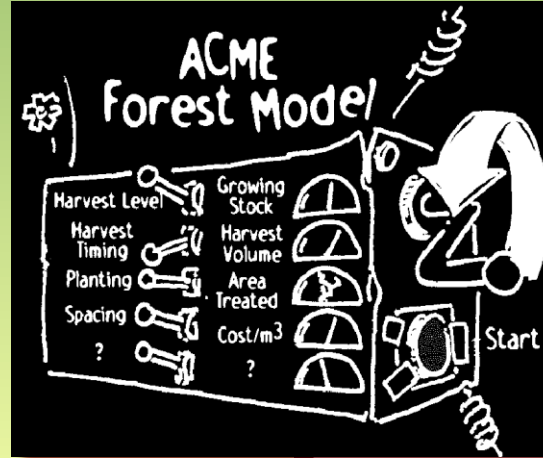 ACME
Forest Model
Harvest Level
Harvest
Timing
Planting
Spacing
?
Growing
Stock
Harvest
Volume
Area
Treated
Cost/m³
?
Start